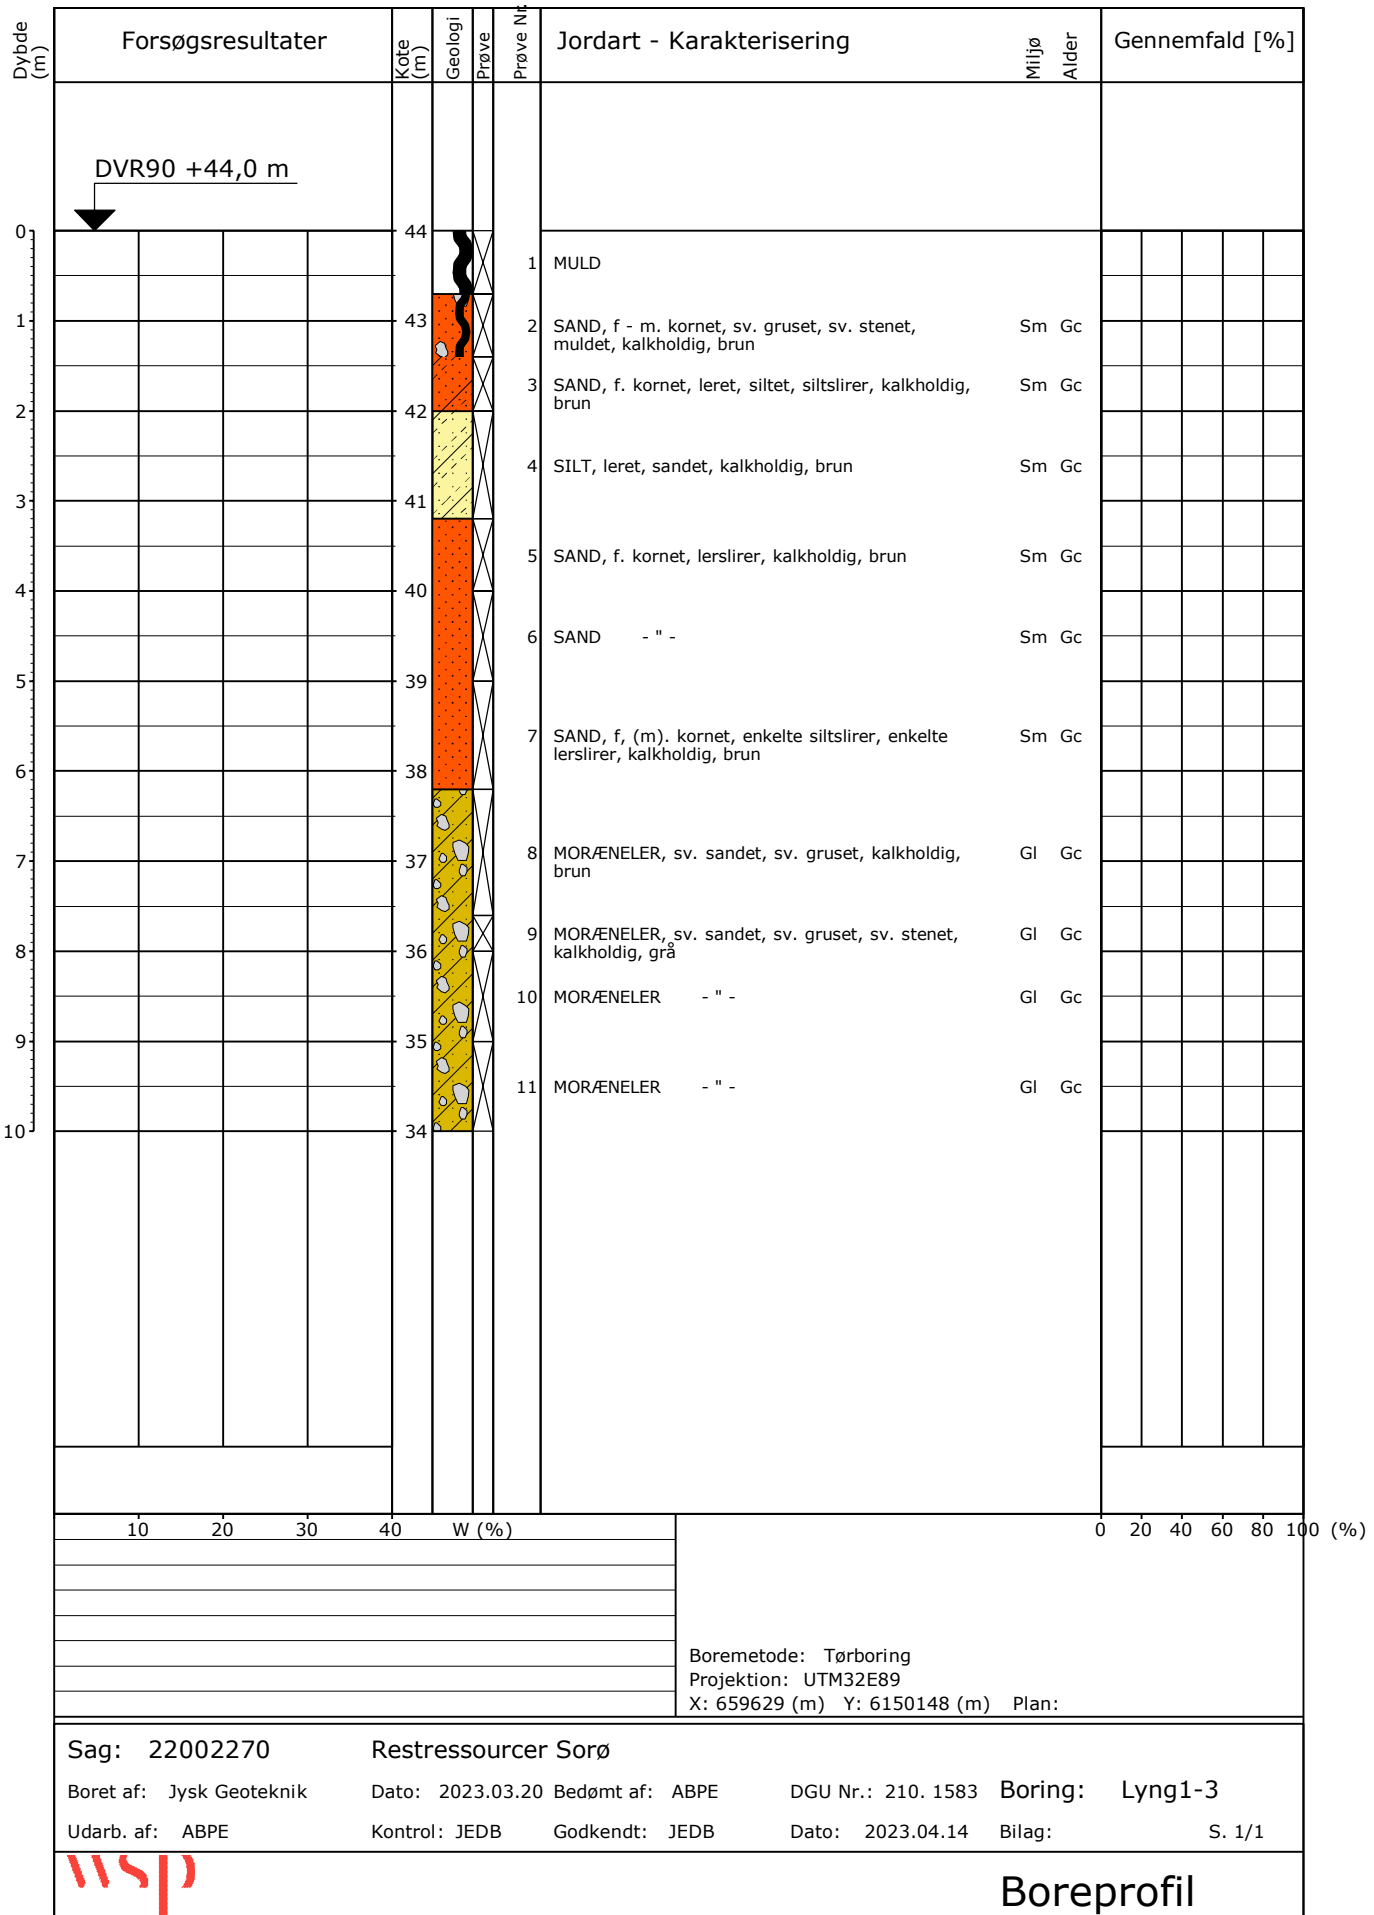 Dybde (m)
Forsøgsresultater
Kote (m)
Geologi
Prøve
Prøve Nr.
Jordart - Karakterisering
Miljø
Alder
Gennemfald [%]
DVR90 +44,0 m
0 44
1 MULD
1 43
2 SAND, f - m. kornet, sv. gruset, sv. stenet, Sm Gc
muldet, kalkholdig, brun
3 SAND, f. kornet, leret, siltet, siltslirer, kalkholdig, Sm Gc
brun
2 42
4 SILT, leret, sandet, kalkholdig, brun Sm Gc
3 41
5 SAND, f. kornet, lerslirer, kalkholdig, brun Sm Gc
4 40
6 SAND - " - Sm Gc
5 39
7 SAND, f, (m). kornet, enkelte siltslirer, enkelte Sm Gc
lerslirer, kalkholdig, brun
6 38
8 MORÆNELER, sv. sandet, sv. gruset, kalkholdig, Gl Gc
7 37
brun
9 MORÆNELER, sv. sandet, sv. gruset, sv. stenet, Gl Gc
8 36
kalkholdig, grå
10 MORÆNELER - " - Gl Gc
9 35
11 MORÆNELER - " - Gl Gc
10 34
10 20 30 40 W (%) 0 20 40 60 80 100 (%)
Boremetode: Tørboring
Projektion: UTM32E89
X: 659629 (m) Y: 6150148 (m) Plan:
Sag: 22002270 Restressourcer Sorø
Boret af: Jysk Geoteknik Dato: 2023.03.20 Bedømt af: ABPE DGU Nr.: 210. 1583 Boring: Lyng1-3
Udarb. af: ABPE Kontrol: JEDB Godkendt: JEDB Dato: 2023.04.14 Bilag: S. 1/1
wsp
Boreprofil